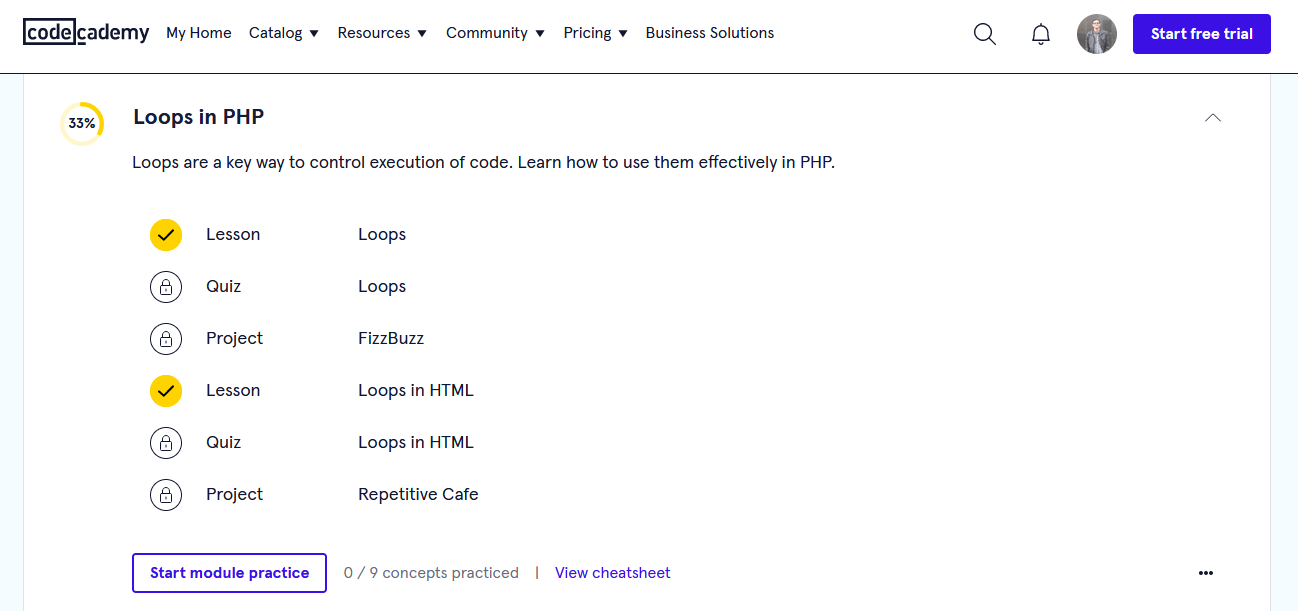 codecademy My Home Catalog Resources Community Pricing Business Solutions Start free trial
33% Loops in PHP
Loops are a key way to control execution of code. Learn how to use them effectively in PHP.
Lesson Loops
Quiz Loops
Project FizzBuzz
Lesson Loops in HTML
Quiz Loops in HTML
Project Repetitive Cafe
Start module practice 0 / 9 concepts practiced | View cheatsheet